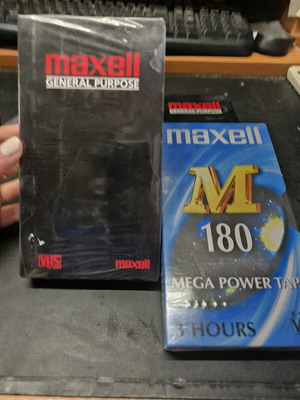 maxell
GENERAL PURPOSE
VHS
maxell
maxell
GENERAL PURPOSE
maxell
M
180
MEGA POWER TAP
3 HOURS
V